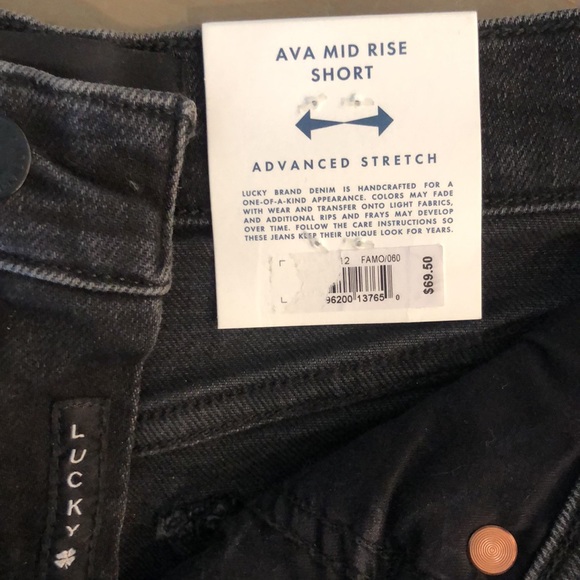 AVA MID RISE
SHORT
ADVANCED STRETCH
LUCKY BRAND DENIM IS HANDCRAFTED FOR A
ONE-OF-A-KIND APPEARANCE. COLORS MAY FADE
WITH WEAR AND TRANSFER ONTO LIGHT FABRICS,
AND ADDITIONAL RIPS AND FRAYS MAY DEVELOP
OVER TIME. FOLLOW THE CARE INSTRUCTIONS SO
THESE JEANS KEEP THEIR UNIQUE LOOK FOR YEARS.
12 FAMO/060
96200 13765 0
$69.50
LUCKY